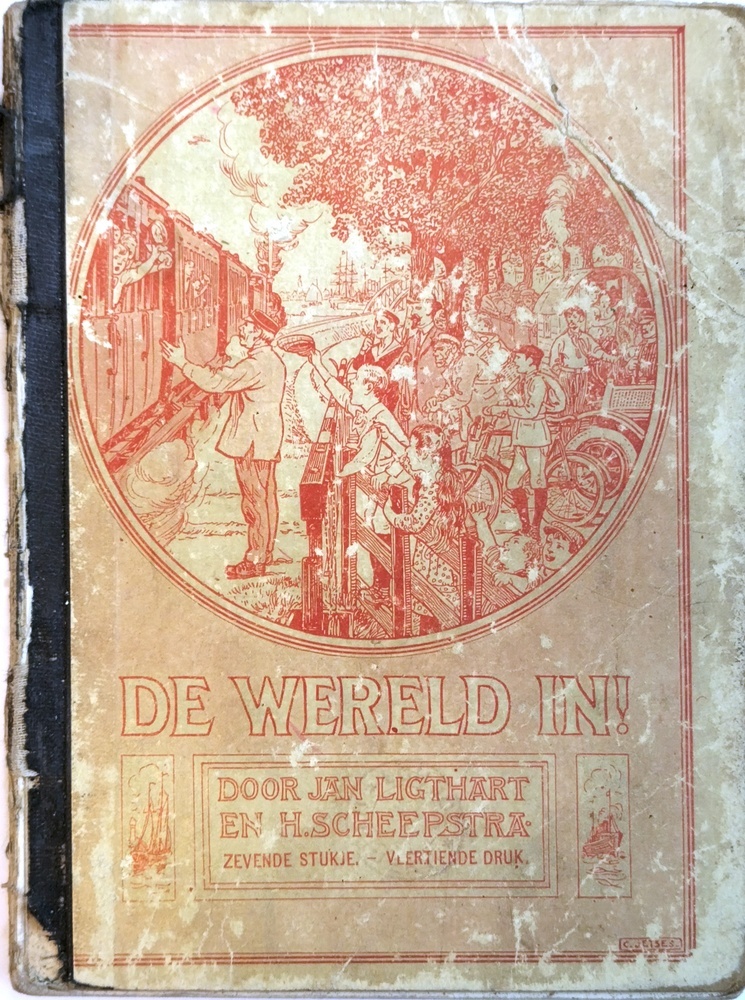 DE WERELD IN!
DOOR JAN LIGTHART
EN H. SCHEEPSTRA.
ZEVENDE STUKJE. – VEERTIENDE DRUK.
C. JETSES.